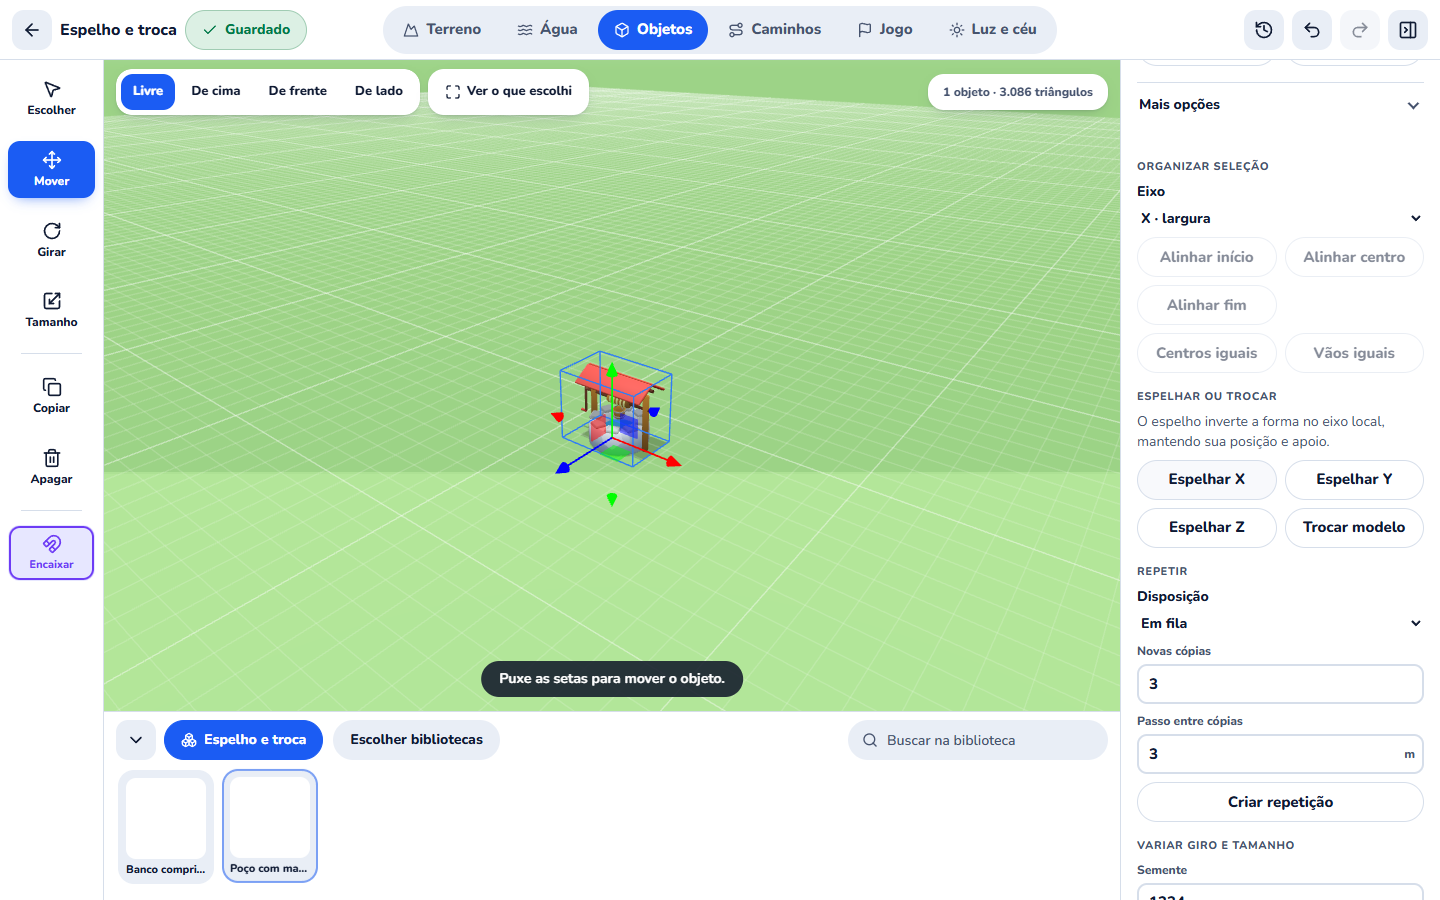 Espelho e troca
Guardado
Terreno
Água
Objetos
Caminhos
Jogo
Luz e céu
Escolher
Mover
Girar
Tamanho
Copiar
Apagar
Encaixar
Livre
De cima
De frente
De lado
Ver o que escolhi
1 objeto · 3.086 triângulos
Puxe as setas para mover o objeto.
Espelho e troca
Escolher bibliotecas
Buscar na biblioteca
Banco compri...
Poço com ma...
Mais opções
ORGANIZAR SELEÇÃO
Eixo
X · largura
Alinhar início
Alinhar centro
Alinhar fim
Centros iguais
Vãos iguais
ESPELHAR OU TROCAR
O espelho inverte a forma no eixo local,
mantendo sua posição e apoio.
Espelhar X
Espelhar Y
Espelhar Z
Trocar modelo
REPETIR
Disposição
Em fila
Novas cópias
3
Passo entre cópias
3 m
Criar repetição
VARIAR GIRO E TAMANHO
Semente
1234